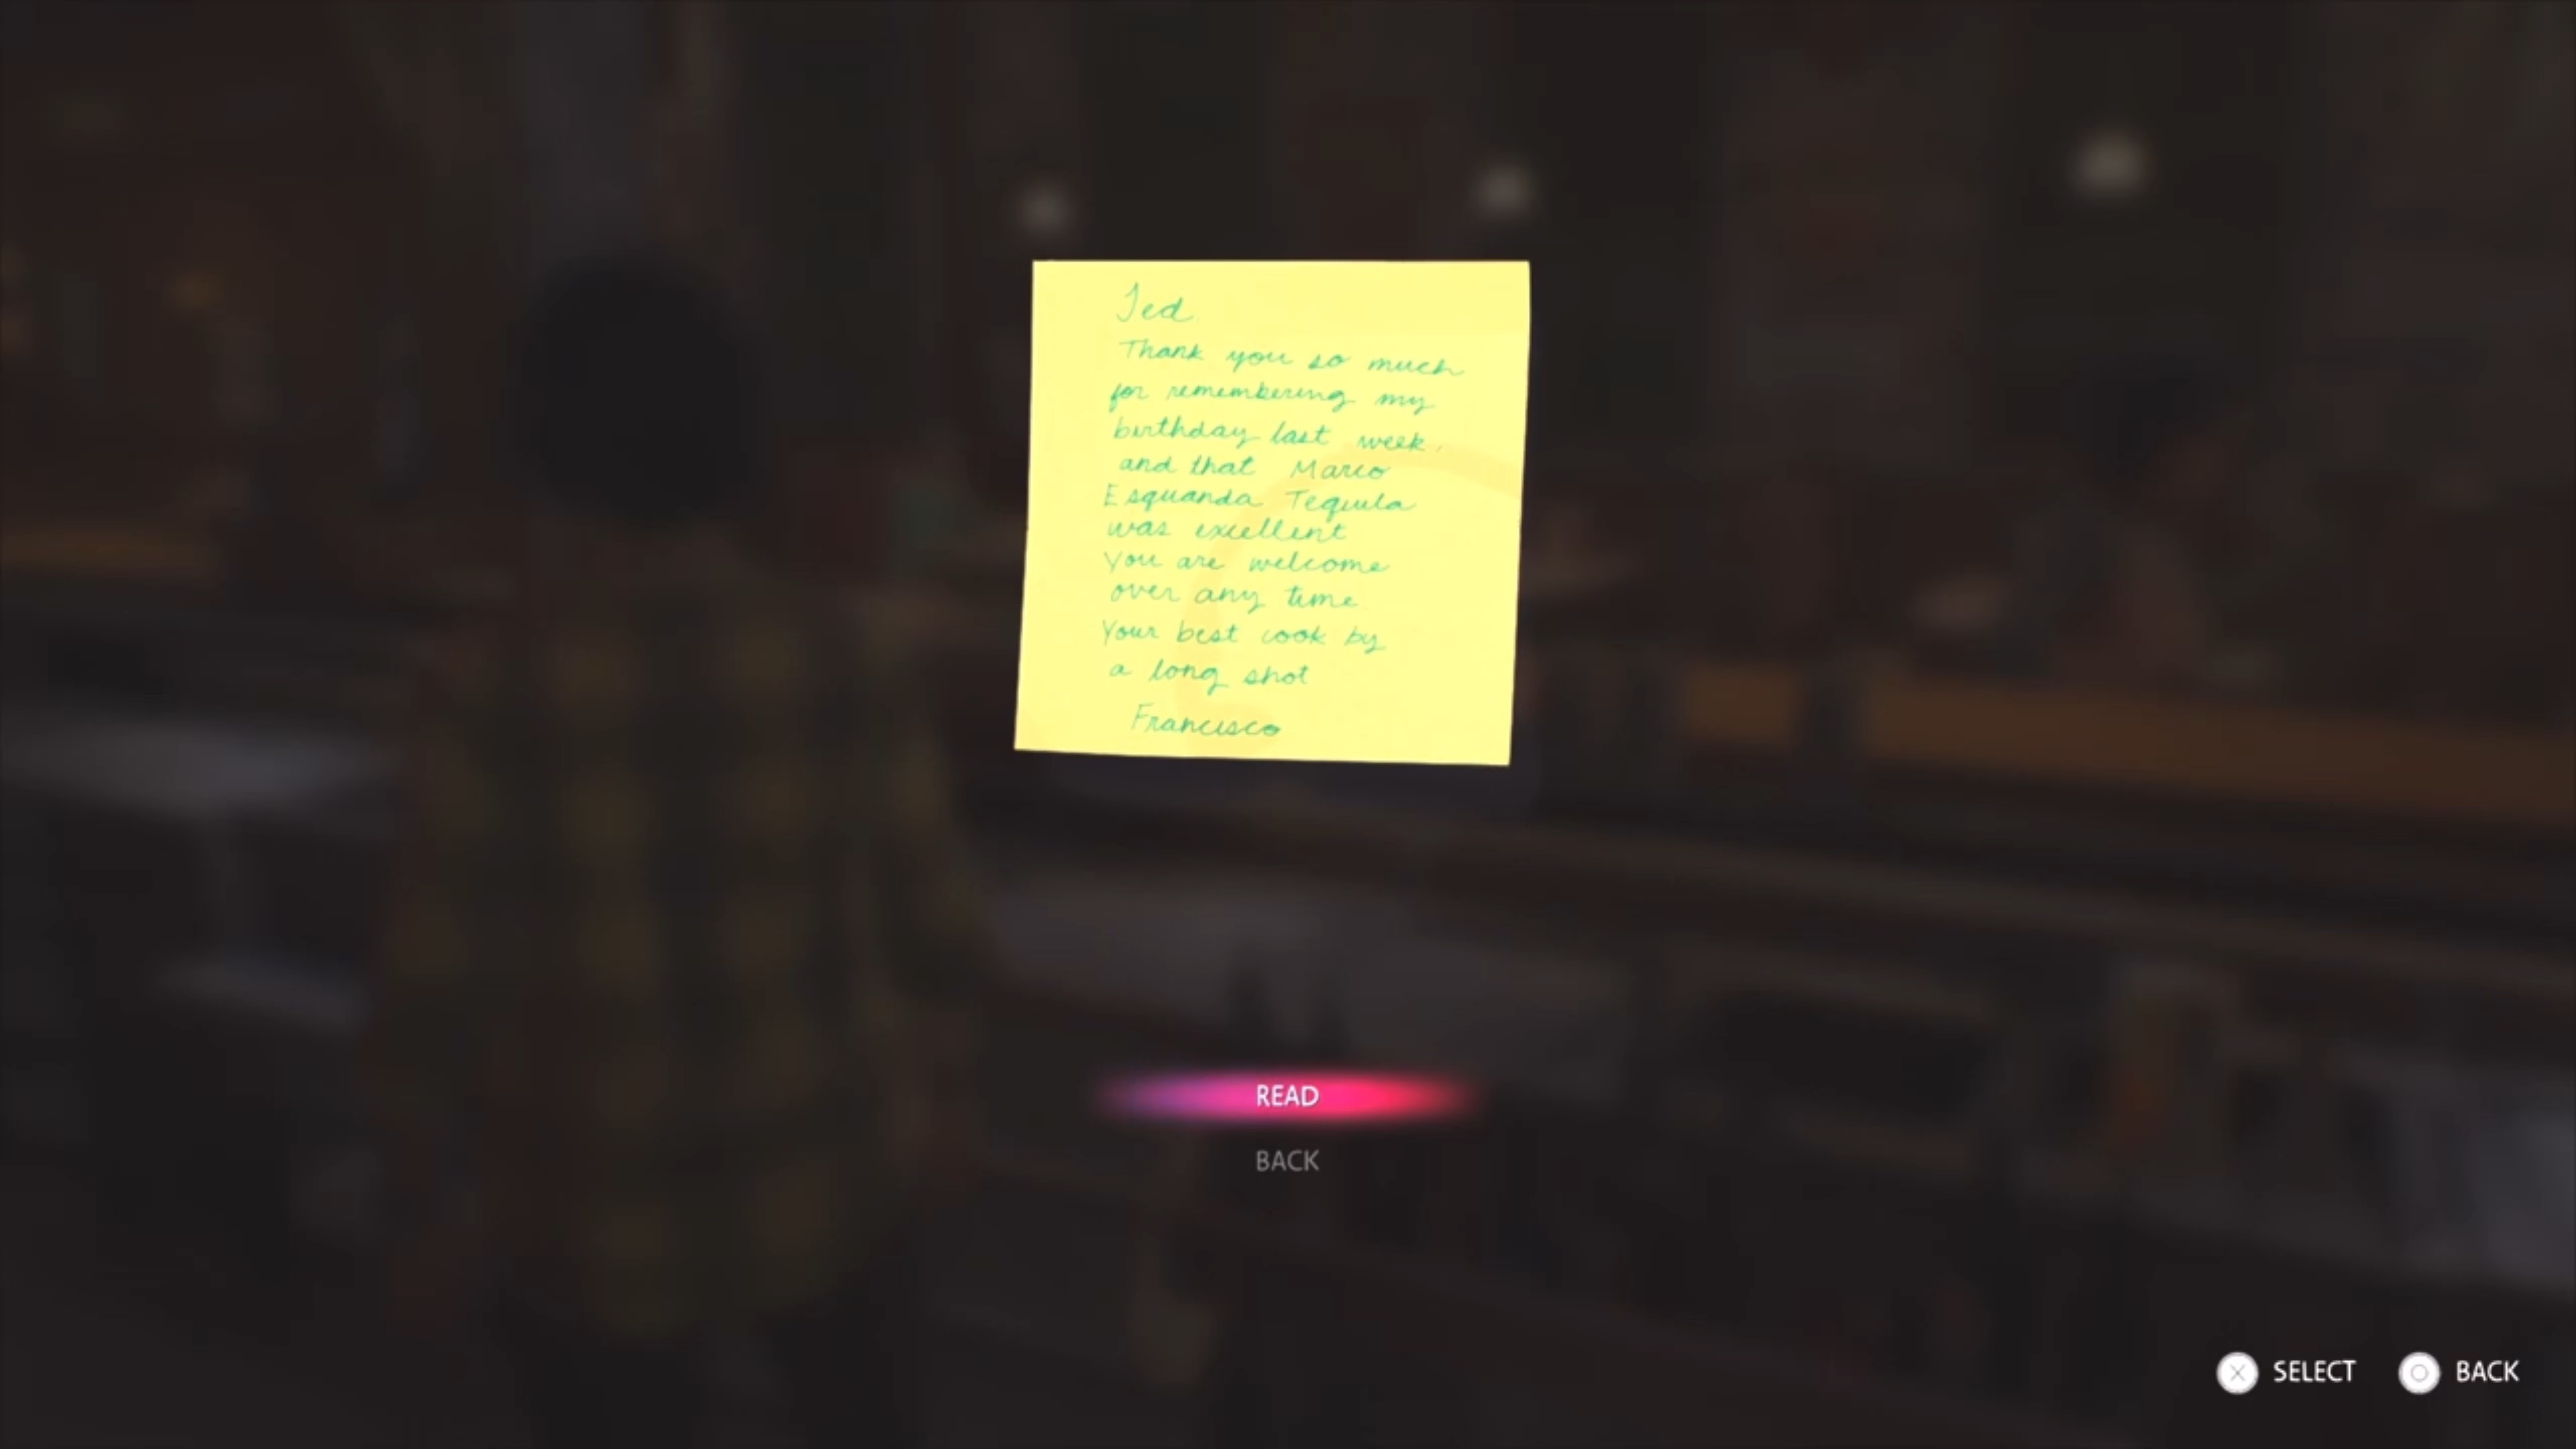 Ted
Thank you so much
for remembering my
birthday last week,
and that Marco
Esquanda Tequila
was excellent
You are welcome
over any time.
Your best cook by
a long shot
Francisco
READ
BACK
SELECT
BACK